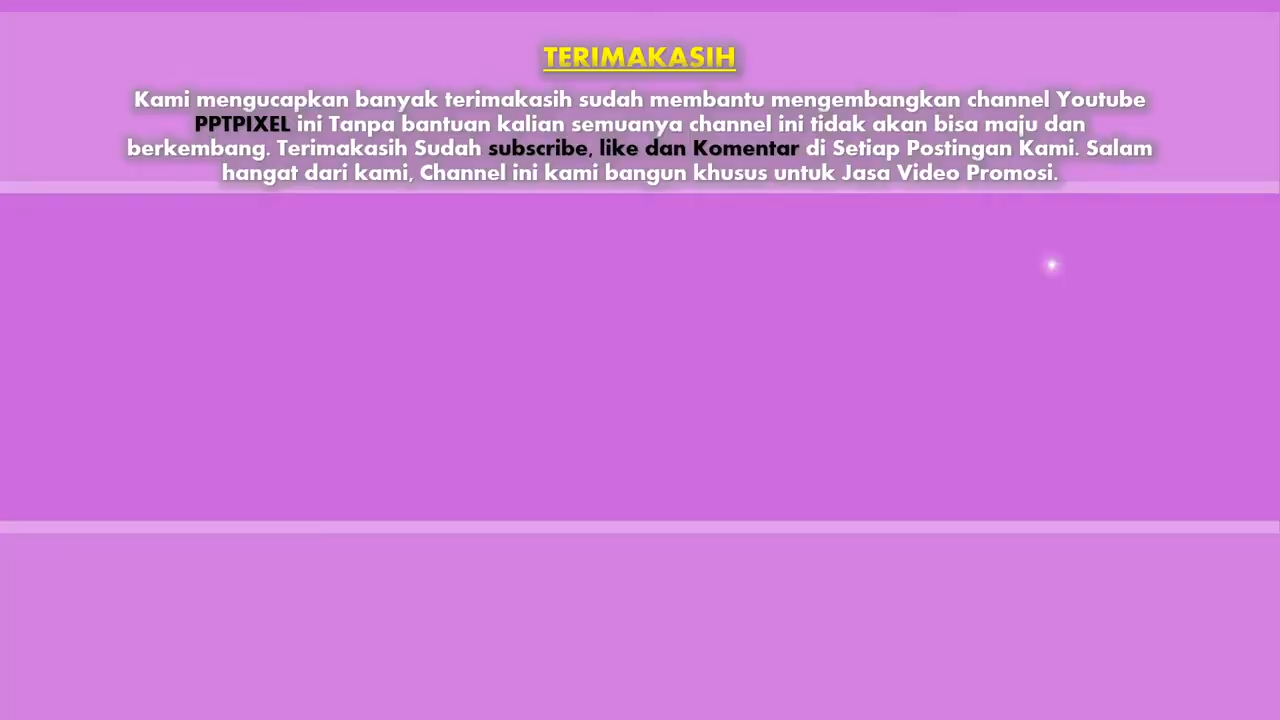 TERIMAKASIH
Kami mengucapkan banyak terimakasih sudah membantu mengembangkan channel Youtube
PPTPIXEL ini Tanpa bantuan kalian semuanya channel ini tidak akan bisa maju dan
berkembang. Terimakasih Sudah subscribe, like dan Komentar di Setiap Postingan Kami. Salam
hangat dari kami, Channel ini kami bangun khusus untuk Jasa Video Promosi.